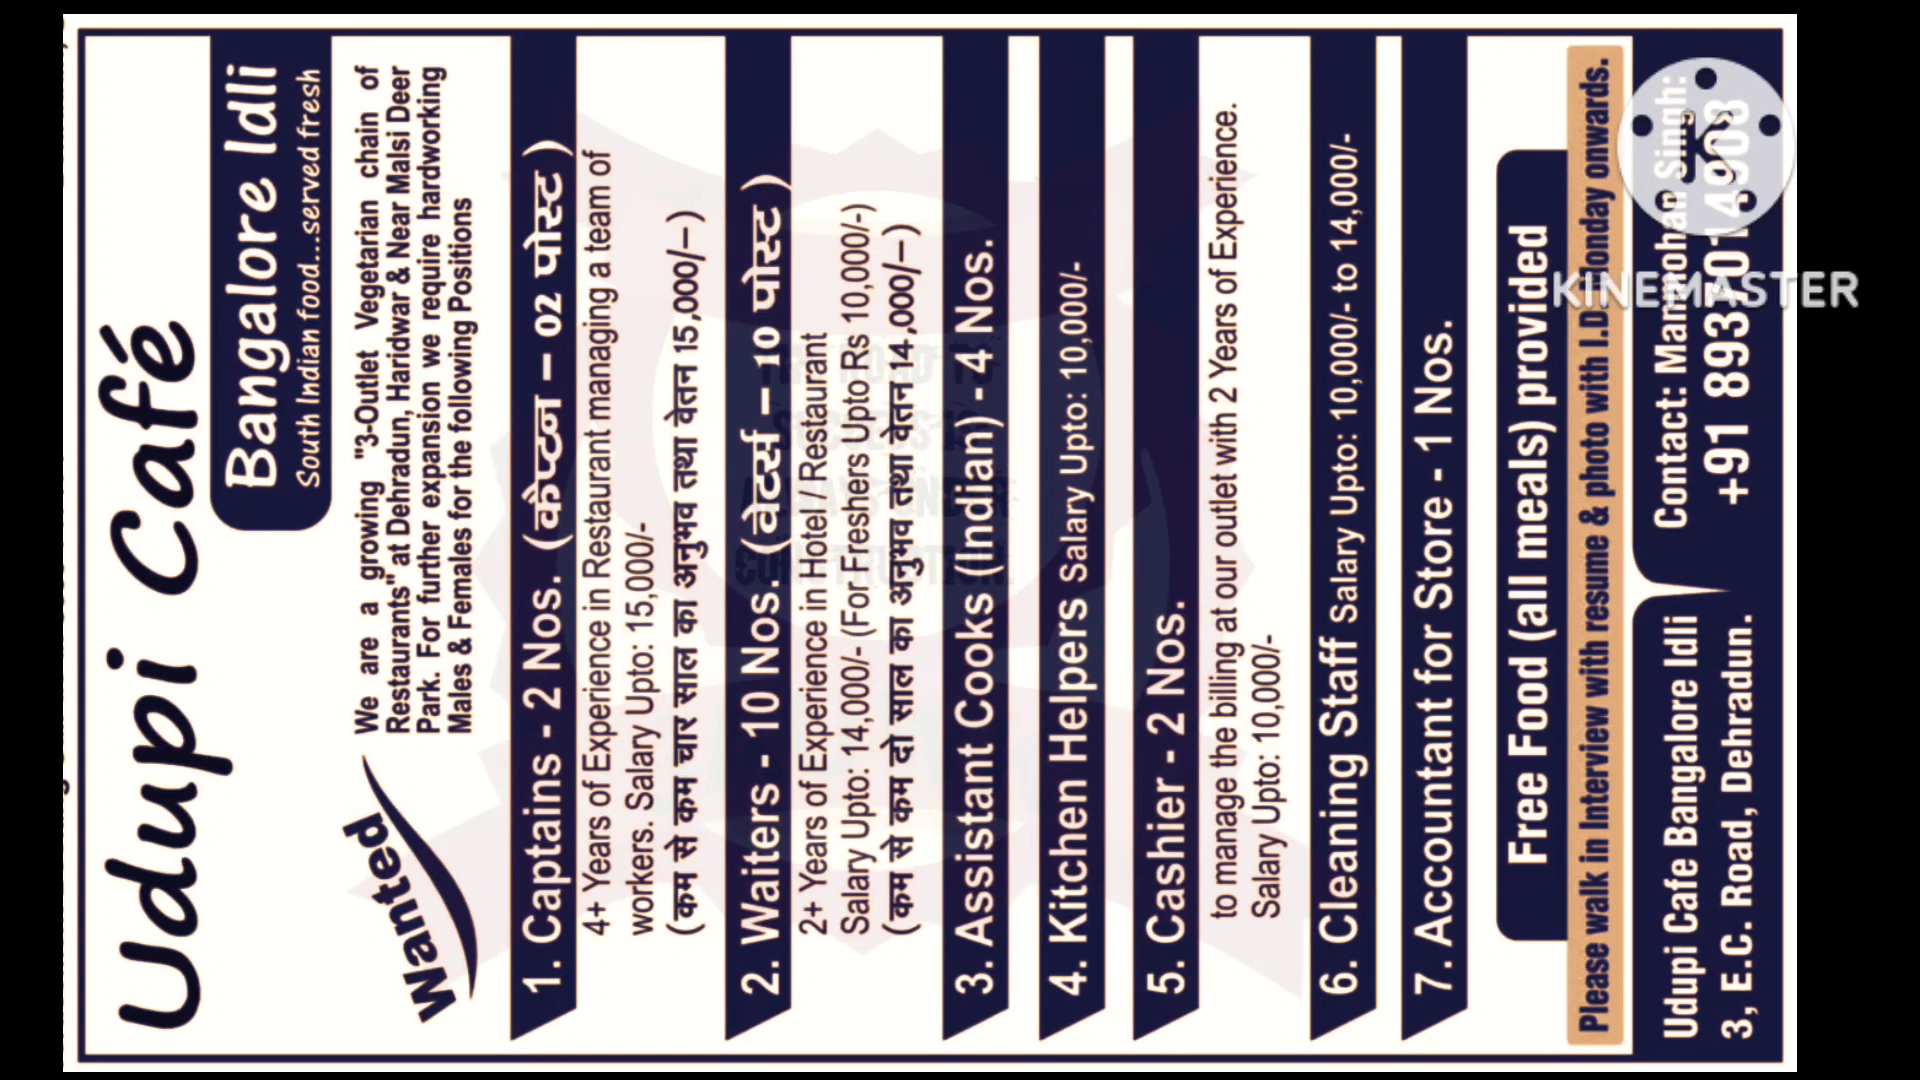 Udupi Café
Bangalore Idli
South Indian food...served fresh
Wanted
We are a growing "3-Outlet Vegetarian chain of
Restaurants" at Dehradun, Haridwar & Near Malsi Deer
Park. For further expansion we require hardworking
Males & Females for the following Positions
1. Captains - 2 Nos. (कैप्टन – 02 पोस्ट)
4+ Years of Experience in Restaurant managing a team of
workers. Salary Upto: 15,000/-
(कम से कम चार साल का अनुभव तथा वेतन 15,000/–)
2. Waiters - 10 Nos. (वेटर्स – 10 पोस्ट)
2+ Years of Experience in Hotel / Restaurant
Salary Upto: 14,000/- (For Freshers Upto Rs 10,000/-)
(कम से कम दो साल का अनुभव तथा वेतन 14,000/–)
3. Assistant Cooks (Indian) - 4 Nos.
4. Kitchen Helpers Salary Upto: 10,000/-
5. Cashier - 2 Nos.
to manage the billing at our outlet with 2 Years of Experience.
Salary Upto: 10,000/-
6. Cleaning Staff Salary Upto: 10,000/- to 14,000/-
7. Accountant for Store - 1 Nos.
Free Food (all meals) provided
Please walk in Interview with resume & photo with I.D. Monday onwards.
Udupi Cafe Bangalore Idli
3, E.C. Road, Dehradun.
Contact: Manmohan Singh:
+91 8937014903
KINEMASTER
THE ROAD TO
SUCCESS IS
ALWAYS UNDER
CONSTRUCTION.